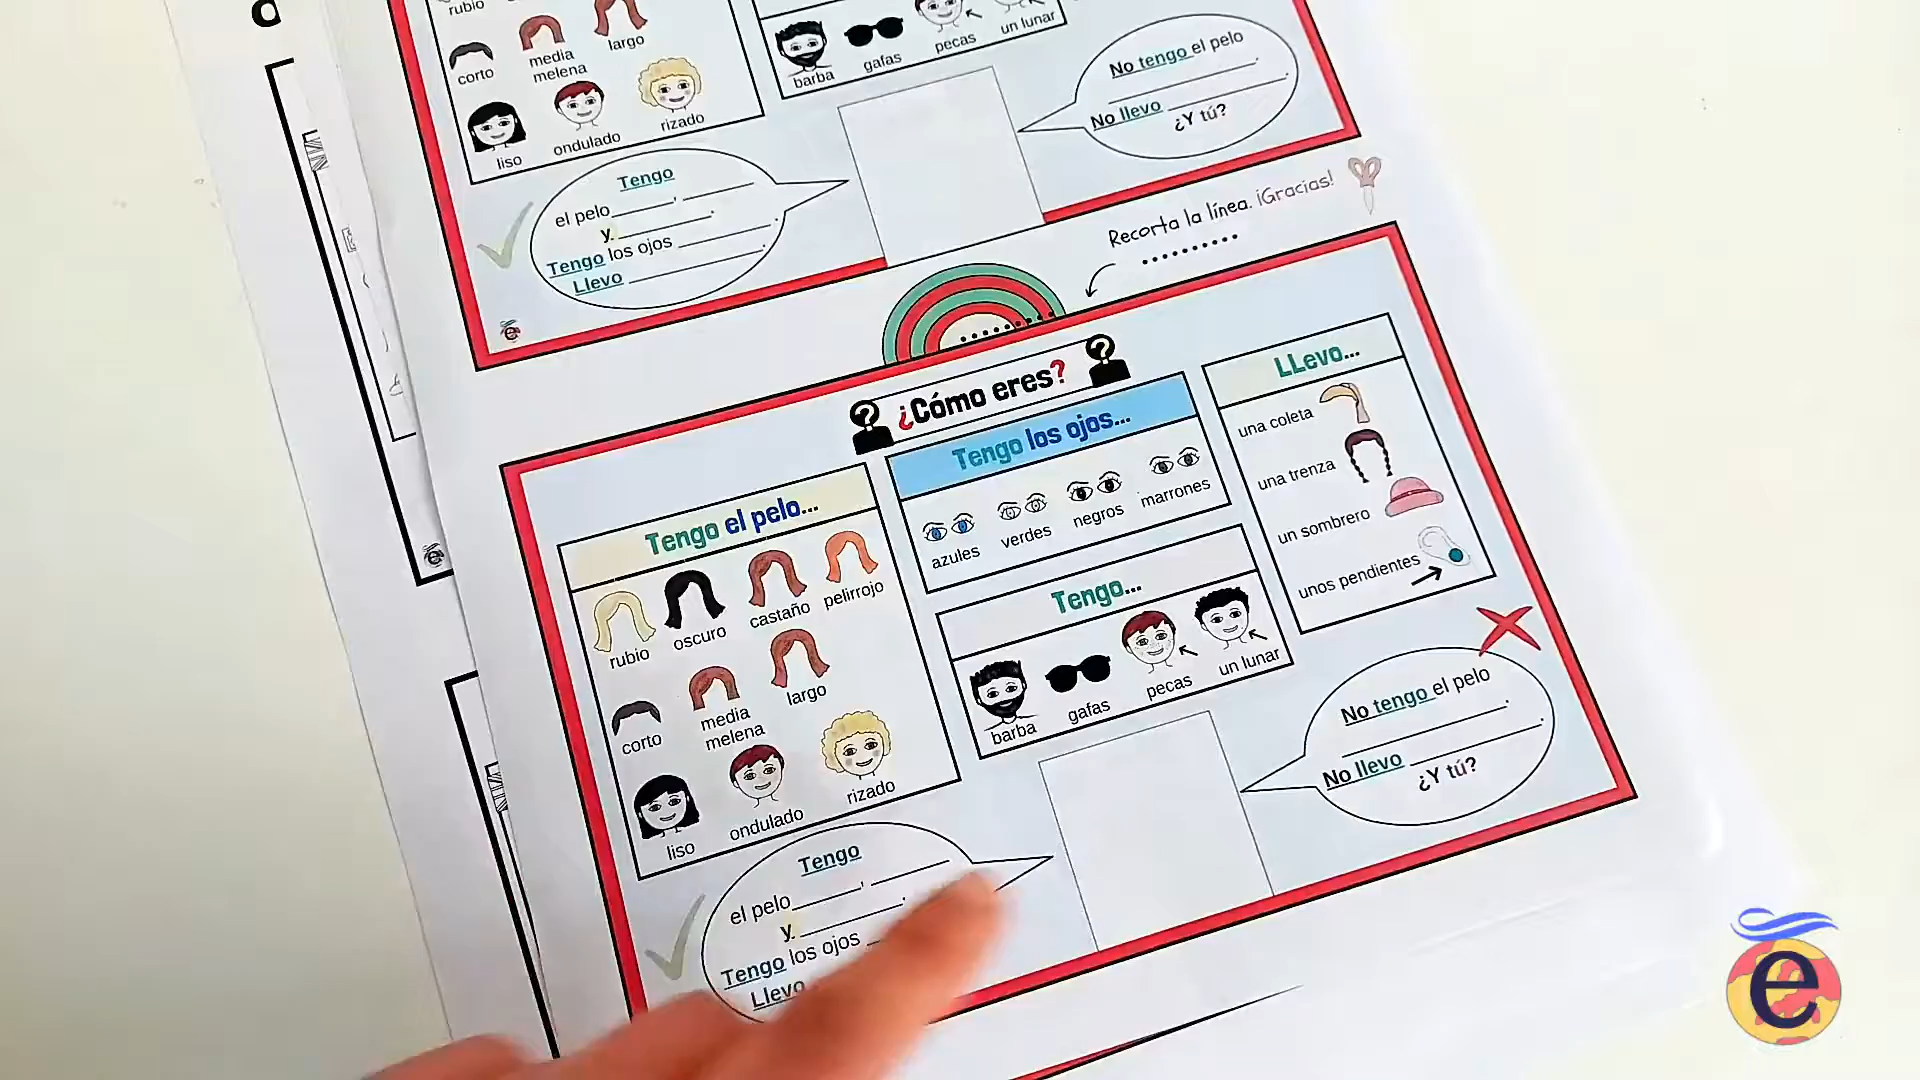 rubio
corto
media
melena
largo
liso
ondulado
rizado
barba
gafas
pecas
un lunar
No tengo el pelo
No llevo
¿Y tú?
Tengo
el pelo
y
Tengo los ojos
Llevo
Recorta la línea. ¡Gracias!
¿Cómo eres?
Tengo el pelo...
rubio
oscuro
castaño
pelirrojo
corto
media
melena
largo
liso
ondulado
rizado
Tengo los ojos...
azules
verdes
negros
marrones
Tengo...
barba
gafas
pecas
un lunar
LLevo...
una coleta
una trenza
un sombrero
unos pendientes
Tengo
el pelo
y
Tengo los ojos
Llevo
No tengo el pelo
No llevo
¿Y tú?
e